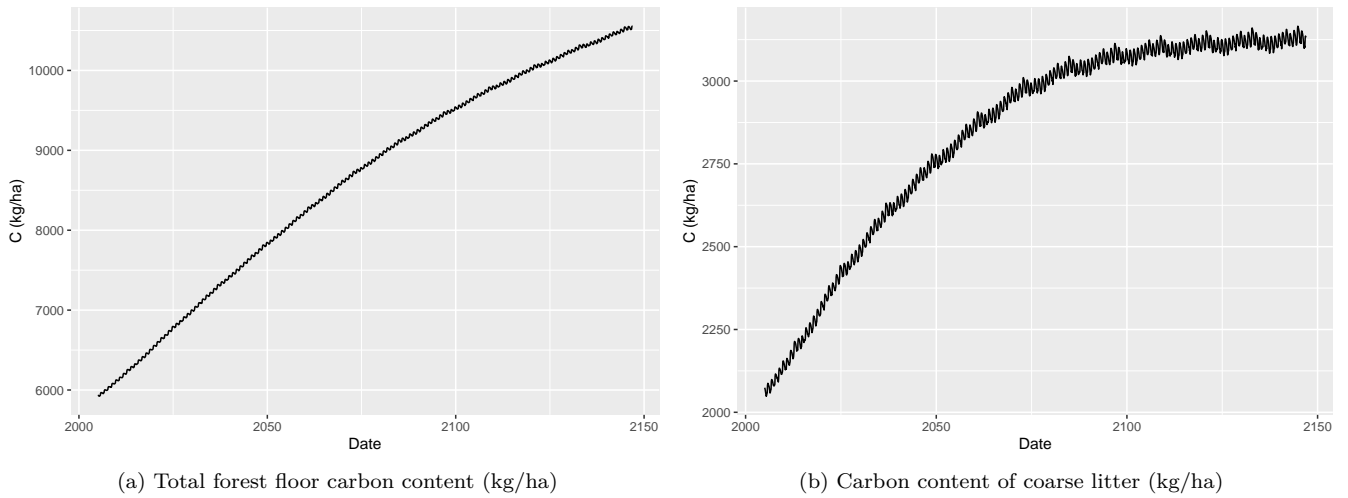 10000
9000
8000
7000
6000
C (kg/ha)
2000 2050 2100 2150
Date
(a) Total forest floor carbon content (kg/ha)
3000
2750
2500
2250
2000
C (kg/ha)
2000 2050 2100 2150
Date
(b) Carbon content of coarse litter (kg/ha)